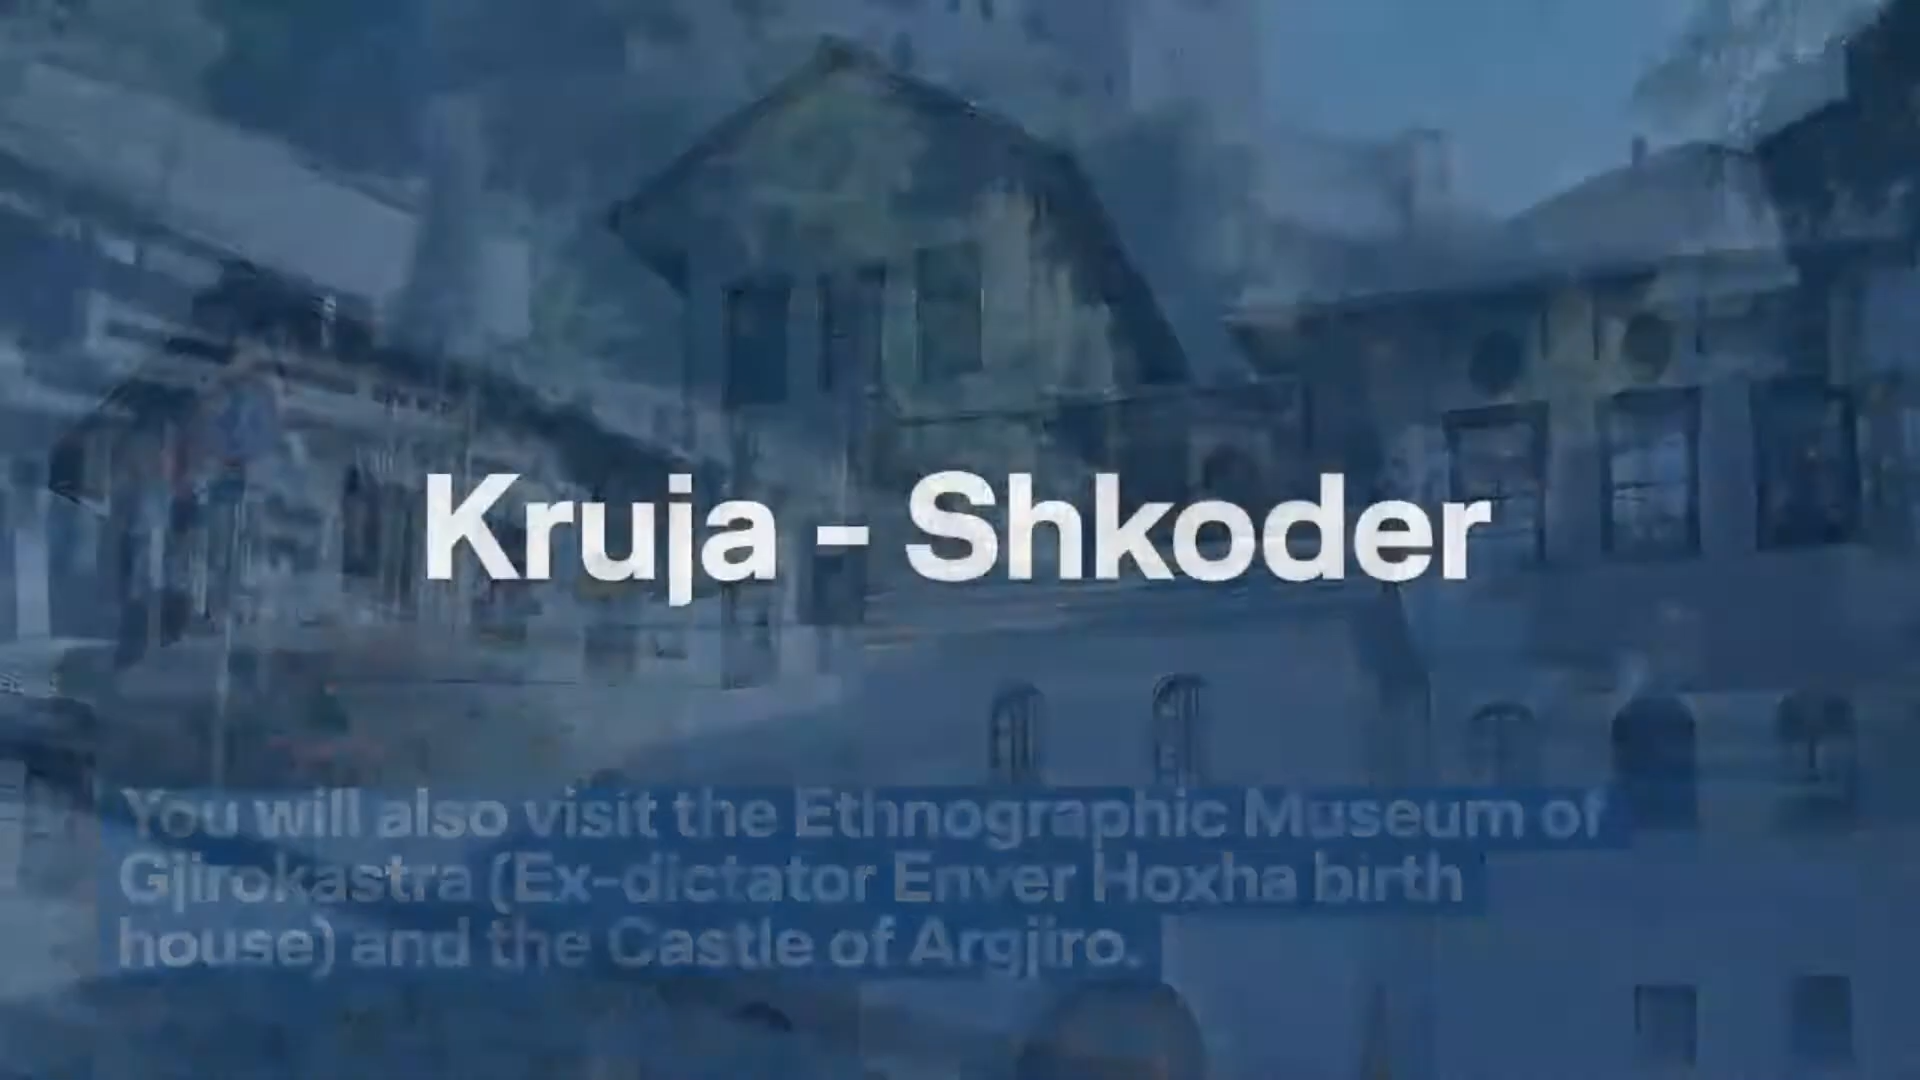 Kruja - Shkoder
You will also visit the Ethnographic Museum of
Gjirokastra (Ex-dictator Enver Hoxha birth
house) and the Castle of Argjiro.